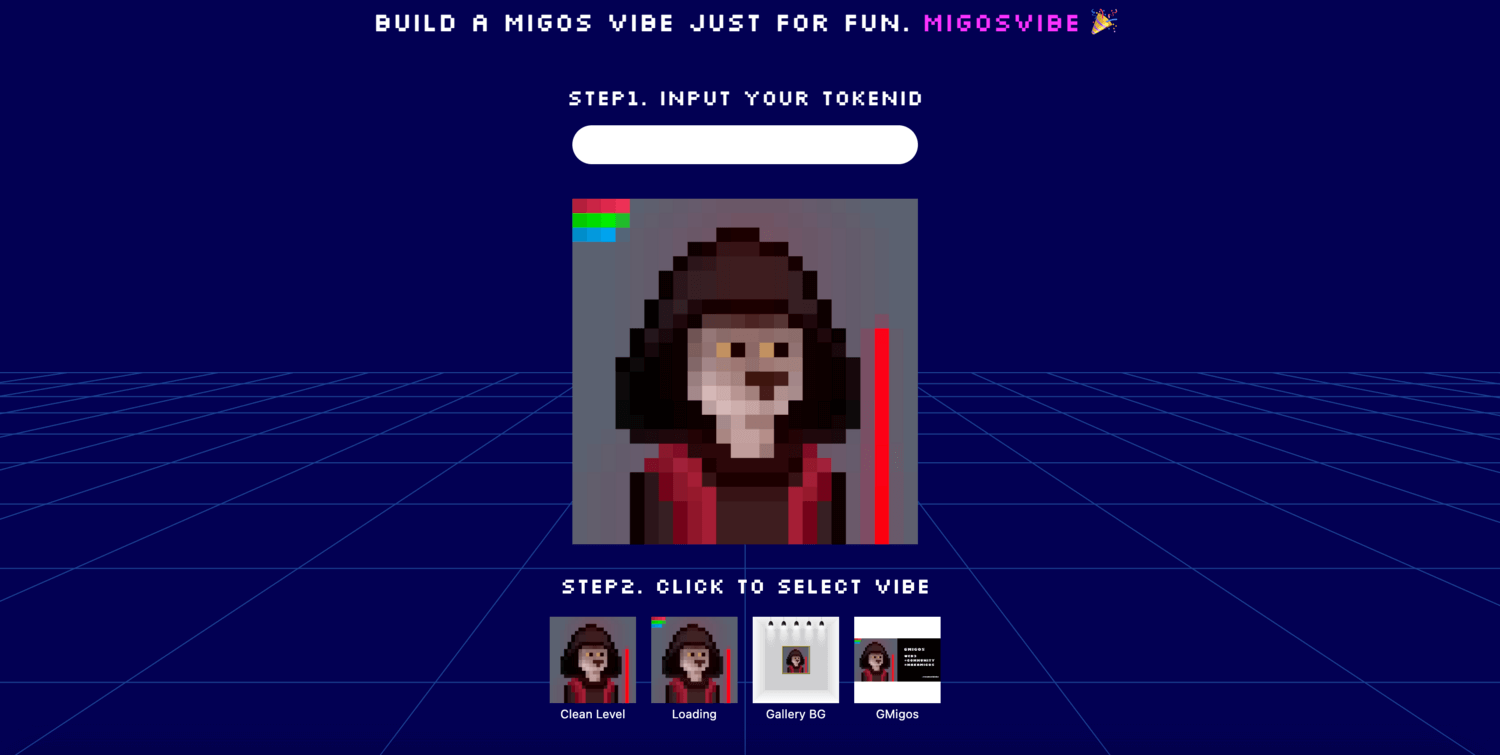 BUILD A MIGOS VIBE JUST FOR FUN. MIGOSVIBE 🎉
STEP1. INPUT YOUR TOKENID
STEP2. CLICK TO SELECT VIBE
GMIGOS
Clean Level
Loading
Gallery BG
GMigos